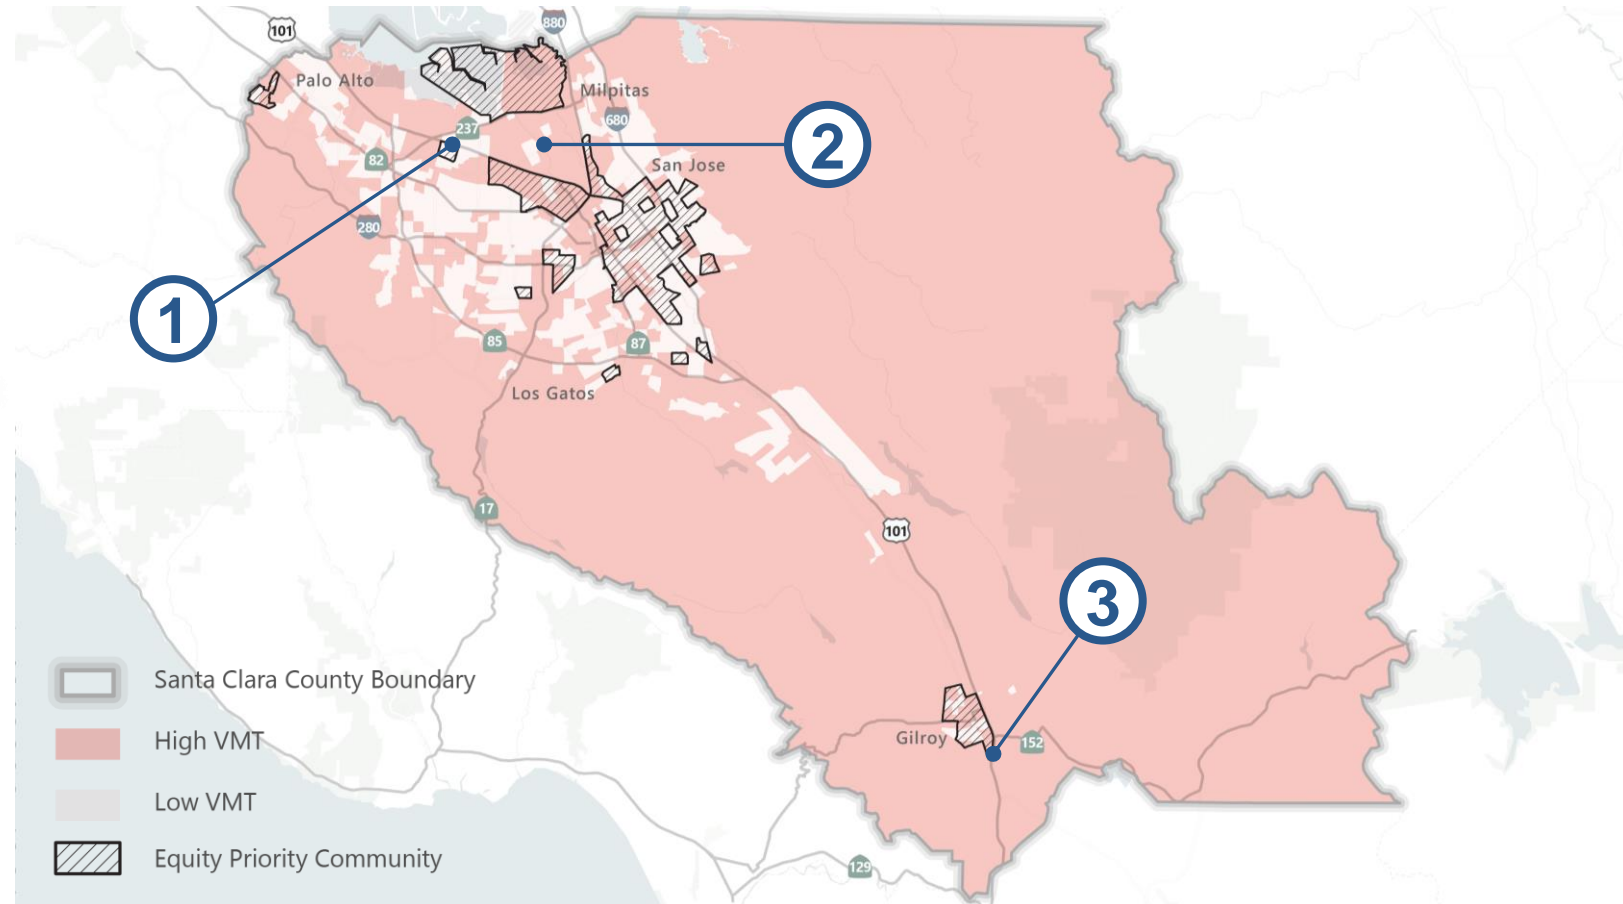 880
101
Palo Alto
Milpitas
680
237
2
82
San Jose
280
1
85
87
Los Gatos
17
101
3
Santa Clara County Boundary
High VMT
Gilroy
152
Low VMT
Equity Priority Community
129